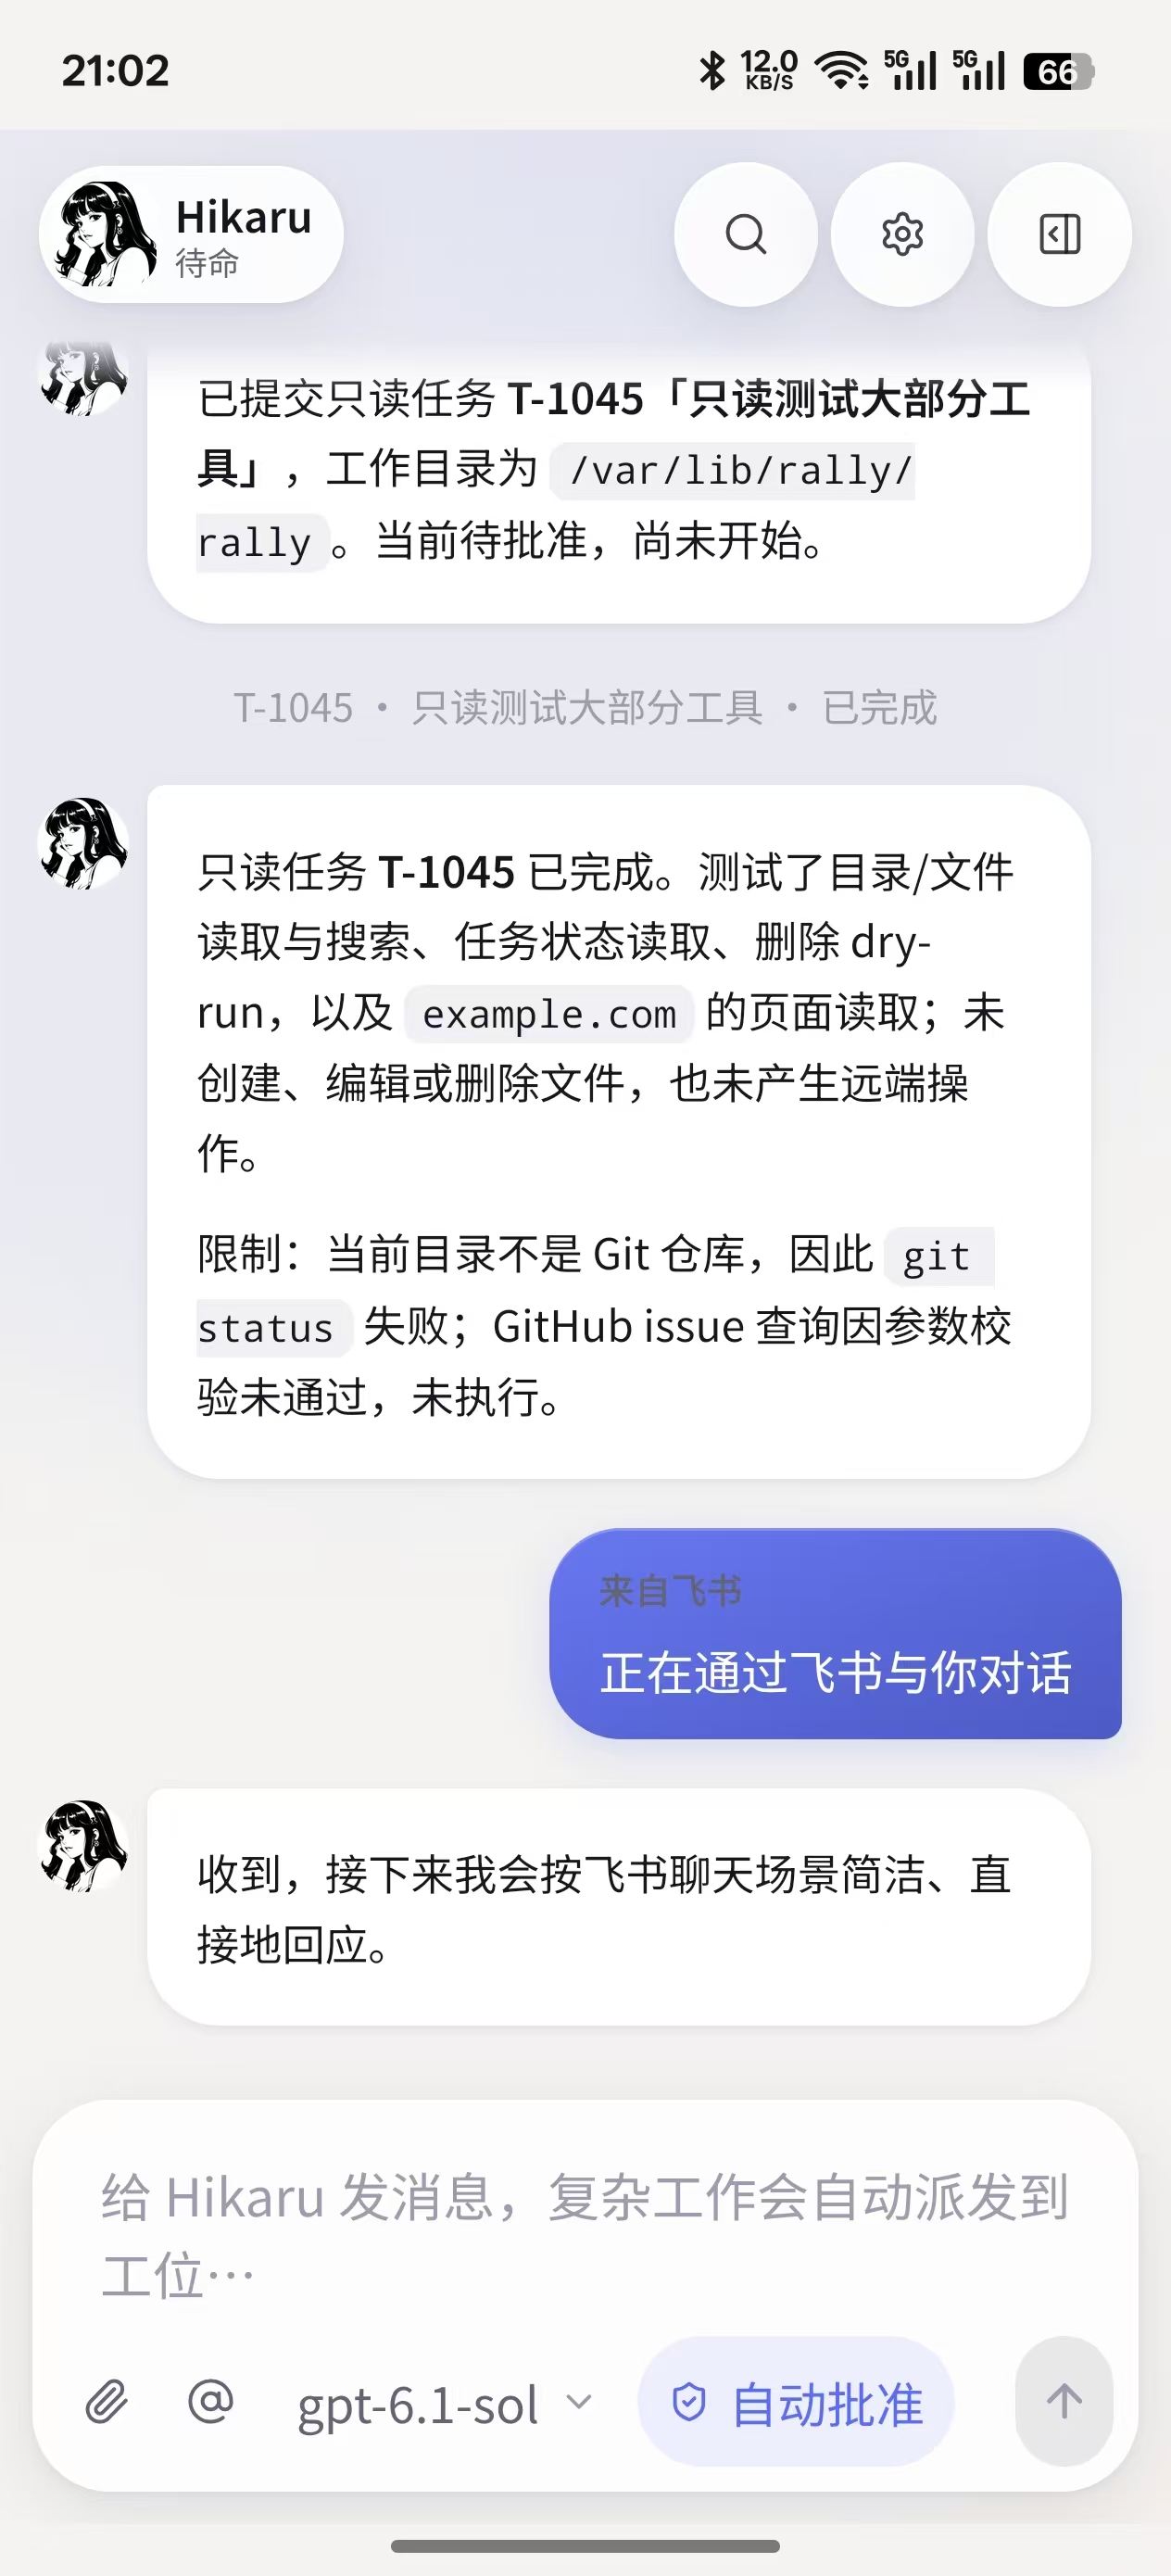 21:02
12.0
KB/S
5G
5G
66
Hikaru
待命
已提交只读任务 T-1045「只读测试大部分工
具」，工作目录为 /var/lib/rally/
rally 。当前待批准，尚未开始。
T-1045 • 只读测试大部分工具 • 已完成
只读任务 T-1045 已完成。测试了目录/文件
读取与搜索、任务状态读取、删除 dry-
run，以及 example.com 的页面读取；未
创建、编辑或删除文件，也未产生远端操
作。
限制：当前目录不是 Git 仓库，因此 git
status 失败；GitHub issue 查询因参数校
验未通过，未执行。
来自飞书
正在通过飞书与你对话
收到，接下来我会按飞书聊天场景简洁、直
接地回应。
给 Hikaru 发消息，复杂工作会自动派发到
工位…
gpt-6.1-sol
自动批准